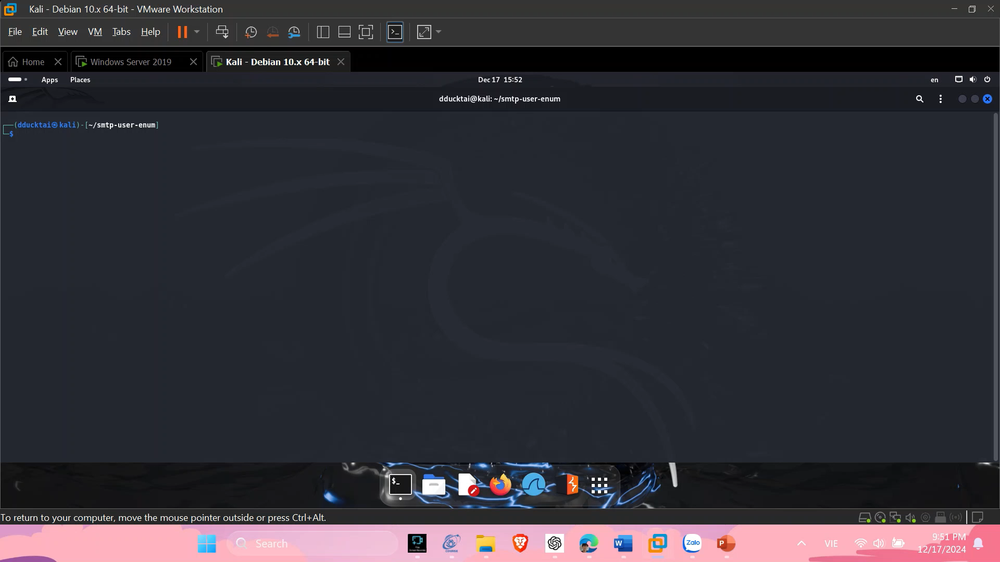 Kali - Debian 10.x 64-bit - VMware Workstation
File Edit View VM Tabs Help
Home
Windows Server 2019
Kali - Debian 10.x 64-bit
Apps Places
Dec 17 15:52
en
dducktai@kali: ~/smtp-user-enum
┌──(dducktai㉿kali)-[~/smtp-user-enum]
└─$
$_
To return to your computer, move the mouse pointer outside or press Ctrl+Alt.
Search
COURSE
W
Zalo
P
VIE
9:51 PM
12/17/2024